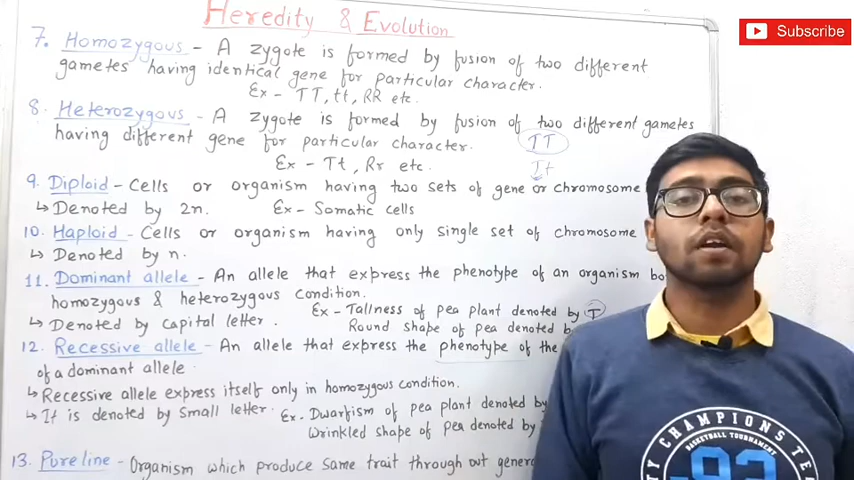 Heredity & Evolution
Subscribe
7. Homozygous - A zygote is formed by fusion of two different
gametes having identical gene for particular character.
Ex - TT, tt, RR etc.
8. Heterozygous - A zygote is formed by fusion of two different gametes
having different gene for particular character.
TT
Ex - Tt, Rr etc.
Tt
9. Diploid - Cells or organism having two sets of gene or chromosome
↳ Denoted by 2n. Ex - Somatic cells
10. Haploid - Cells or organism having only single set of chromosome
↳ Denoted by n.
11. Dominant allele - An allele that express the phenotype of an organism bo
homozygous & heterozygous condition.
Ex - Tallness of pea plant denoted by T
↳ Denoted by capital letter.
Round shape of pea denoted b
12. Recessive allele - An allele that express the phenotype of the
of a dominant allele
↳ Recessive allele express itself only in homozygous condition.
↳ It is denoted by small letter. Ex. Dwarfism of pea plant denoted by
Wrinkled shape of pea denoted by
13. Pure line - Organism which produce same trait through out gener
CHAMPIONS TEAM
BASKETBALL TOURNAMENT
93